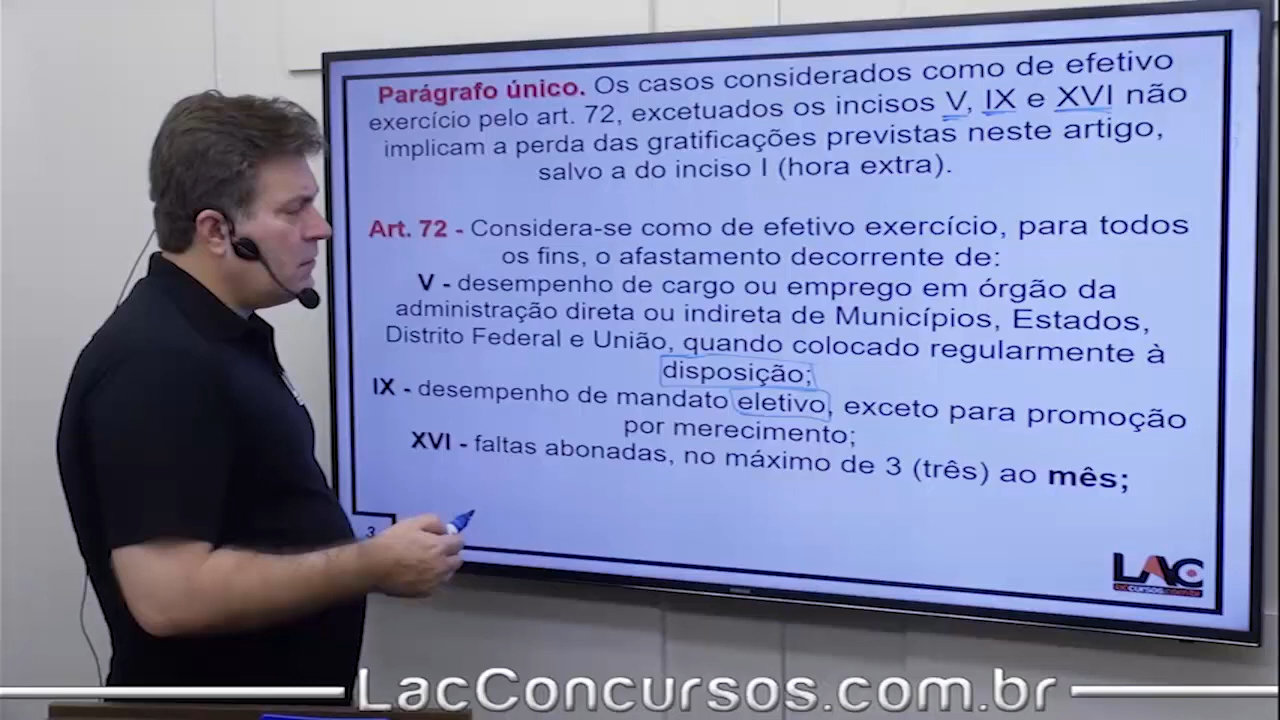 Parágrafo único. Os casos considerados como de efetivo
exercício pelo art. 72, excetuados os incisos V, IX e XVI não
implicam a perda das gratificações previstas neste artigo,
salvo a do inciso I (hora extra).
Art. 72 - Considera-se como de efetivo exercício, para todos
os fins, o afastamento decorrente de:
V - desempenho de cargo ou emprego em órgão da
administração direta ou indireta de Municípios, Estados,
Distrito Federal e União, quando colocado regularmente à
disposição;
IX - desempenho de mandato eletivo, exceto para promoção
por merecimento;
XVI - faltas abonadas, no máximo de 3 (três) ao mês;
3
LAC
LacConcursos.com.br